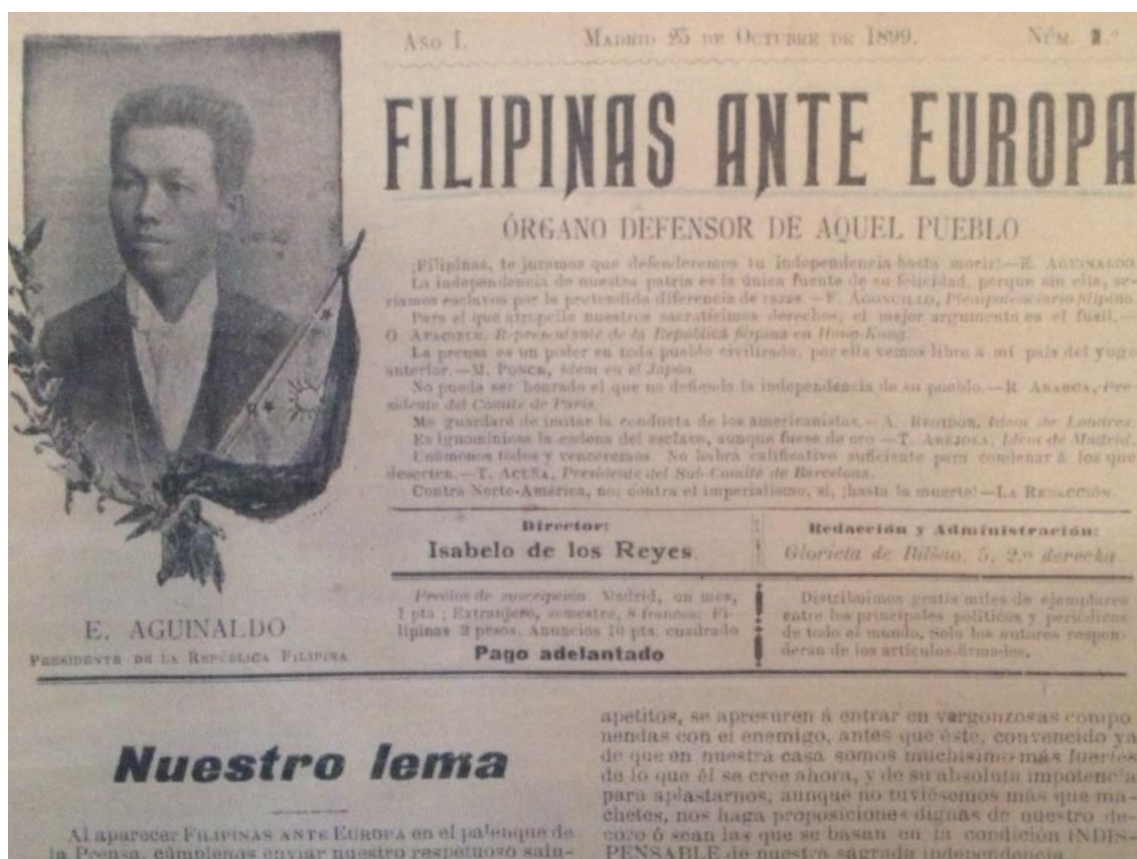 AÑO I. MADRID 25 DE OCTUBRE DE 1899. NÚM. 1.º
FILIPINAS ANTE EUROPA
ÓRGANO DEFENSOR DE AQUEL PUEBLO
¡Filipinas, te juramos que defenderemos tu independencia hasta morir!—E. AGUINALDO
La independencia de nuestra patria es la única fuente de su felicidad, porque sin ella, se-
ríamos esclavos por la pretendida diferencia de razas.—F. AGONCILLO, Plenipotenciario filipino.
Para el que atropella nuestros sacratísimos derechos, el mejor argumento es el fusil.—
G. APACIBLE, Representante de la República filipina en Hong-Kong.
La prensa es un poder en todo pueblo civilizado, por ella vemos libre á mi país del yugo
anterior.—M. PONCE, idem en el Japón.
No puede ser honrado el que no defienda la independencia de su pueblo.—R. ABARCA, Pre-
sidente del Comité de París.
Me guardaré de imitar la conducta de los americanistas.—A. REGIDOR, Idem de Londres.
Es ignominiosa la cadena del esclavo, aunque fuese de oro—T. AREJOLA, Idem de Madrid.
Unámonos todos y venceremos. No habrá calificativo suficiente para condenar á los que
deserten.—T. ACUÑA, Presidente del Sub-Comité de Barcelona.
Contra Norte-América, no; contra el imperialismo, sí, ¡hasta la muerte!—LA REDACCIÓN.
Director:
Isabelo de los Reyes.
Redacción y Administración:
Glorieta de Bilbao, 5, 2.º derecha
Precios de suscripción. Madrid, un mes,
1 pta; Extranjero, semestre, 8 francos. Fi-
lipinas 3 pesos. Anuncios 10 pts. cuadrado
Pago adelantado
Distribuimos gratis miles de ejemplares
entre los principales políticos y periódicos
de todo el mundo. Solo los autores respon-
derán de los artículos firmados.
E. AGUINALDO
PRESIDENTE DE LA REPÚBLICA FILIPINA
Nuestro lema
Al aparecer FILIPINAS ANTE EUROPA en el palenque de
la Prensa, cúmplenos enviar nuestro respetuoso salu-
apetitos, se apresuren á entrar en vergonzosas compo
nendas con el enemigo, antes que éste, convencido ya
de que en nuestra casa somos muchísimo más fuertes
de lo que él se cree ahora, y de su absoluta impotencia
para aplastarnos, aunque no tuviésemos más que ma-
chetes, nos haga proposiciones dignas de nuestro de-
coro ó sean las que se basan en la condición INDIS-
PENSABLE de nuestra sagrada independencia.